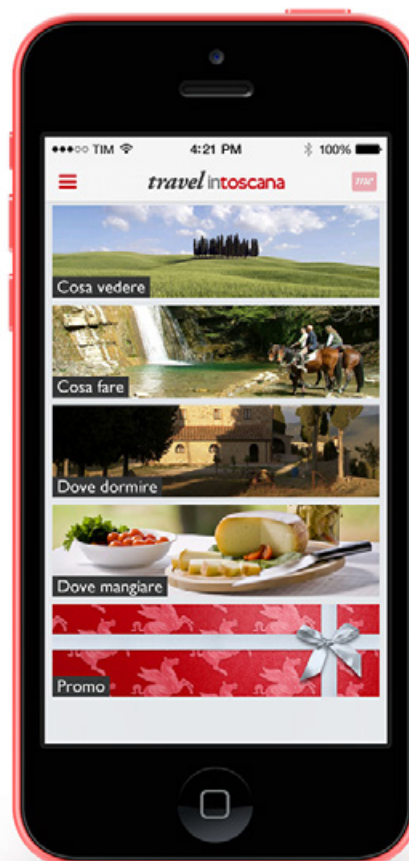 TIM 4:21 PM 100%
travel intoscana me
Cosa vedere
Cosa fare
Dove dormire
Dove mangiare
Promo